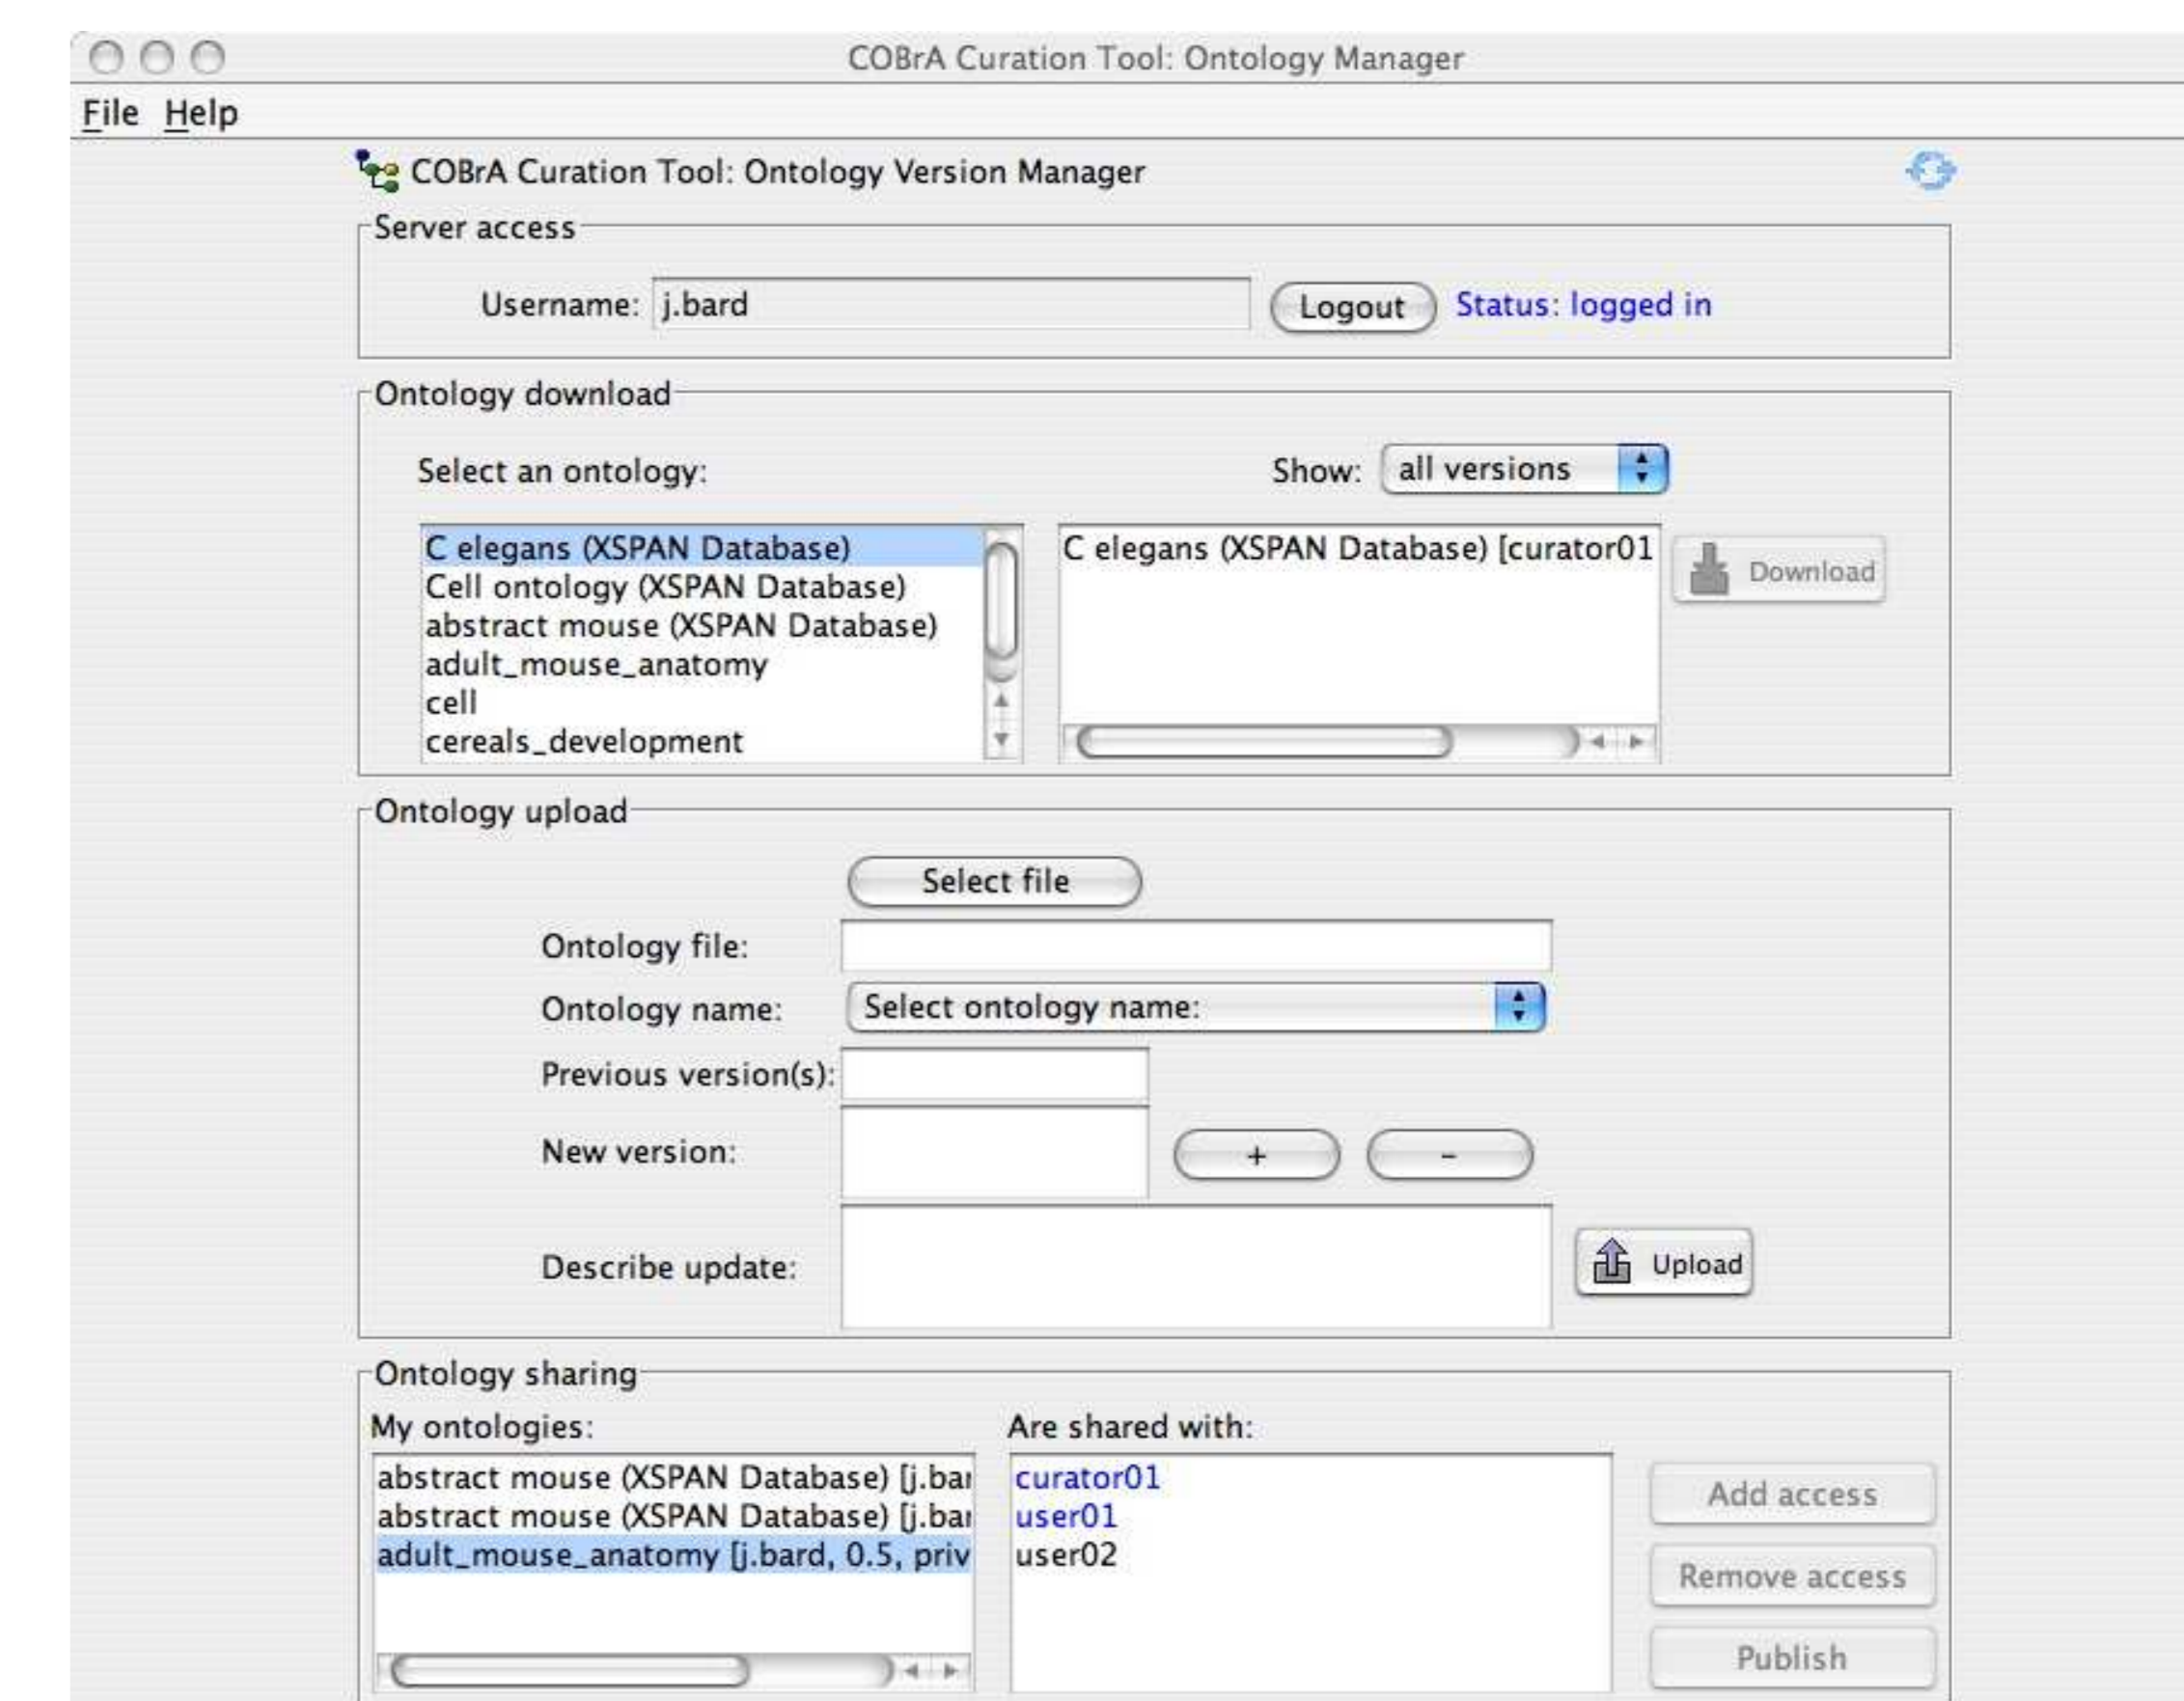 COBrA Curation Tool: Ontology Manager
File Help
COBrA Curation Tool: Ontology Version Manager
Server access
Username: j.bard Logout Status: logged in
Ontology download
Select an ontology: Show: all versions
C elegans (XSPAN Database)
Cell ontology (XSPAN Database)
abstract mouse (XSPAN Database)
adult_mouse_anatomy
cell
cereals_development
C elegans (XSPAN Database) [curator01
Download
Ontology upload
Select file
Ontology file:
Ontology name: Select ontology name:
Previous version(s):
New version: + -
Describe update: Upload
Ontology sharing
My ontologies:
abstract mouse (XSPAN Database) [j.bar
abstract mouse (XSPAN Database) [j.bar
adult_mouse_anatomy [j.bard, 0.5, priv
Are shared with:
curator01
user01
user02
Add access
Remove access
Publish